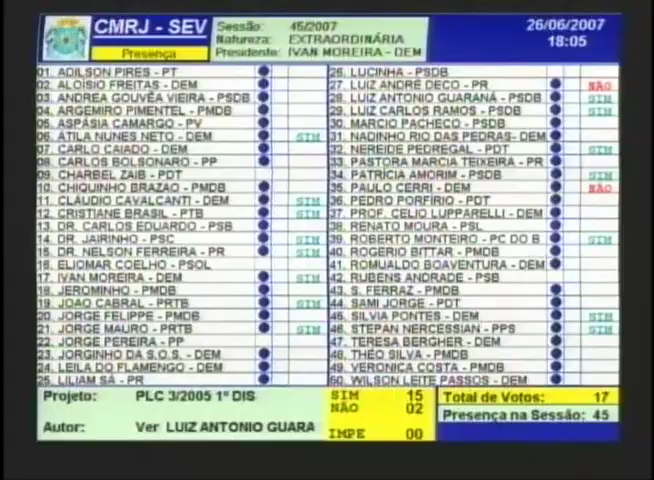 CMRJ - SEV
Presença
Sessão: 45/2007
Natureza: EXTRAORDINÁRIA
Presidente: IVAN MOREIRA - DEM
26/06/2007
18:05
01. ADILSON PIRES - PT
02. ALOÍSIO FREITAS - DEM
03. ANDREA GOUVÊA VIEIRA - PSDB
04. ARGEMIRO PIMENTEL - PMDB
05. ASPÁSIA CAMARGO - PV
06. ÁTILA NUNES NETO - DEM SIM
07. CARLO CAIADO - DEM
08. CARLOS BOLSONARO - PP
09. CHARBEL ZAIB - PDT
10. CHIQUINHO BRAZÃO - PMDB
11. CLÁUDIO CAVALCANTI - DEM SIM
12. CRISTIANE BRASIL - PTB SIM
13. DR. CARLOS EDUARDO - PSB
14. DR. JAIRINHO - PSC SIM
15. DR. NELSON FERREIRA - PR SIM
16. ELIOMAR COELHO - PSOL
17. IVAN MOREIRA - DEM SIM
18. JEROMINHO - PMDB
19. JOÃO CABRAL - PRTB SIM
20. JORGE FELIPPE - PMDB
21. JORGE MAURO - PRTB SIM
22. JORGE PEREIRA - PP
23. JORGINHO DA S.O.S. - DEM
24. LEILA DO FLAMENGO - DEM
25. LILIAM SÁ - PR
26. LUCINHA - PSDB
27. LUIZ ANDRÉ DECO - PR NÃO
28. LUIZ ANTONIO GUARANÁ - PSDB SIM
29. LUIZ CARLOS RAMOS - PSDB SIM
30. MARCIO PACHECO - PSDB
31. NADINHO RIO DAS PEDRAS- DEM
32. NEREIDE PEDREGAL - PDT SIM
33. PASTORA MARCIA TEIXEIRA - PR
34. PATRÍCIA AMORIM - PSDB SIM
35. PAULO CERRI - DEM NÃO
36. PEDRO PORFÍRIO - PDT
37. PROF. CELIO LUPPARELLI - DEM
38. RENATO MOURA - PSL
39. ROBERTO MONTEIRO - PC DO B SIM
40. ROGERIO BITTAR - PMDB
41. ROMUALDO BOAVENTURA - DEM
42. RUBENS ANDRADE - PSB
43. S. FERRAZ - PMDB
44. SAMI JORGE - PDT
45. SILVIA PONTES - DEM SIM
46. STEPAN NERCESSIAN - PPS SIM
47. TERESA BERGHER - DEM
48. THÉO SILVA - PMDB
49. VERONICA COSTA - PMDB
50. WILSON LEITE PASSOS - DEM
Projeto: PLC 3/2005 1ª DIS
Autor: Ver LUIZ ANTONIO GUARA
SIM 15
NÃO 02
IMPE 00
Total de Votos: 17
Presença na Sessão: 45